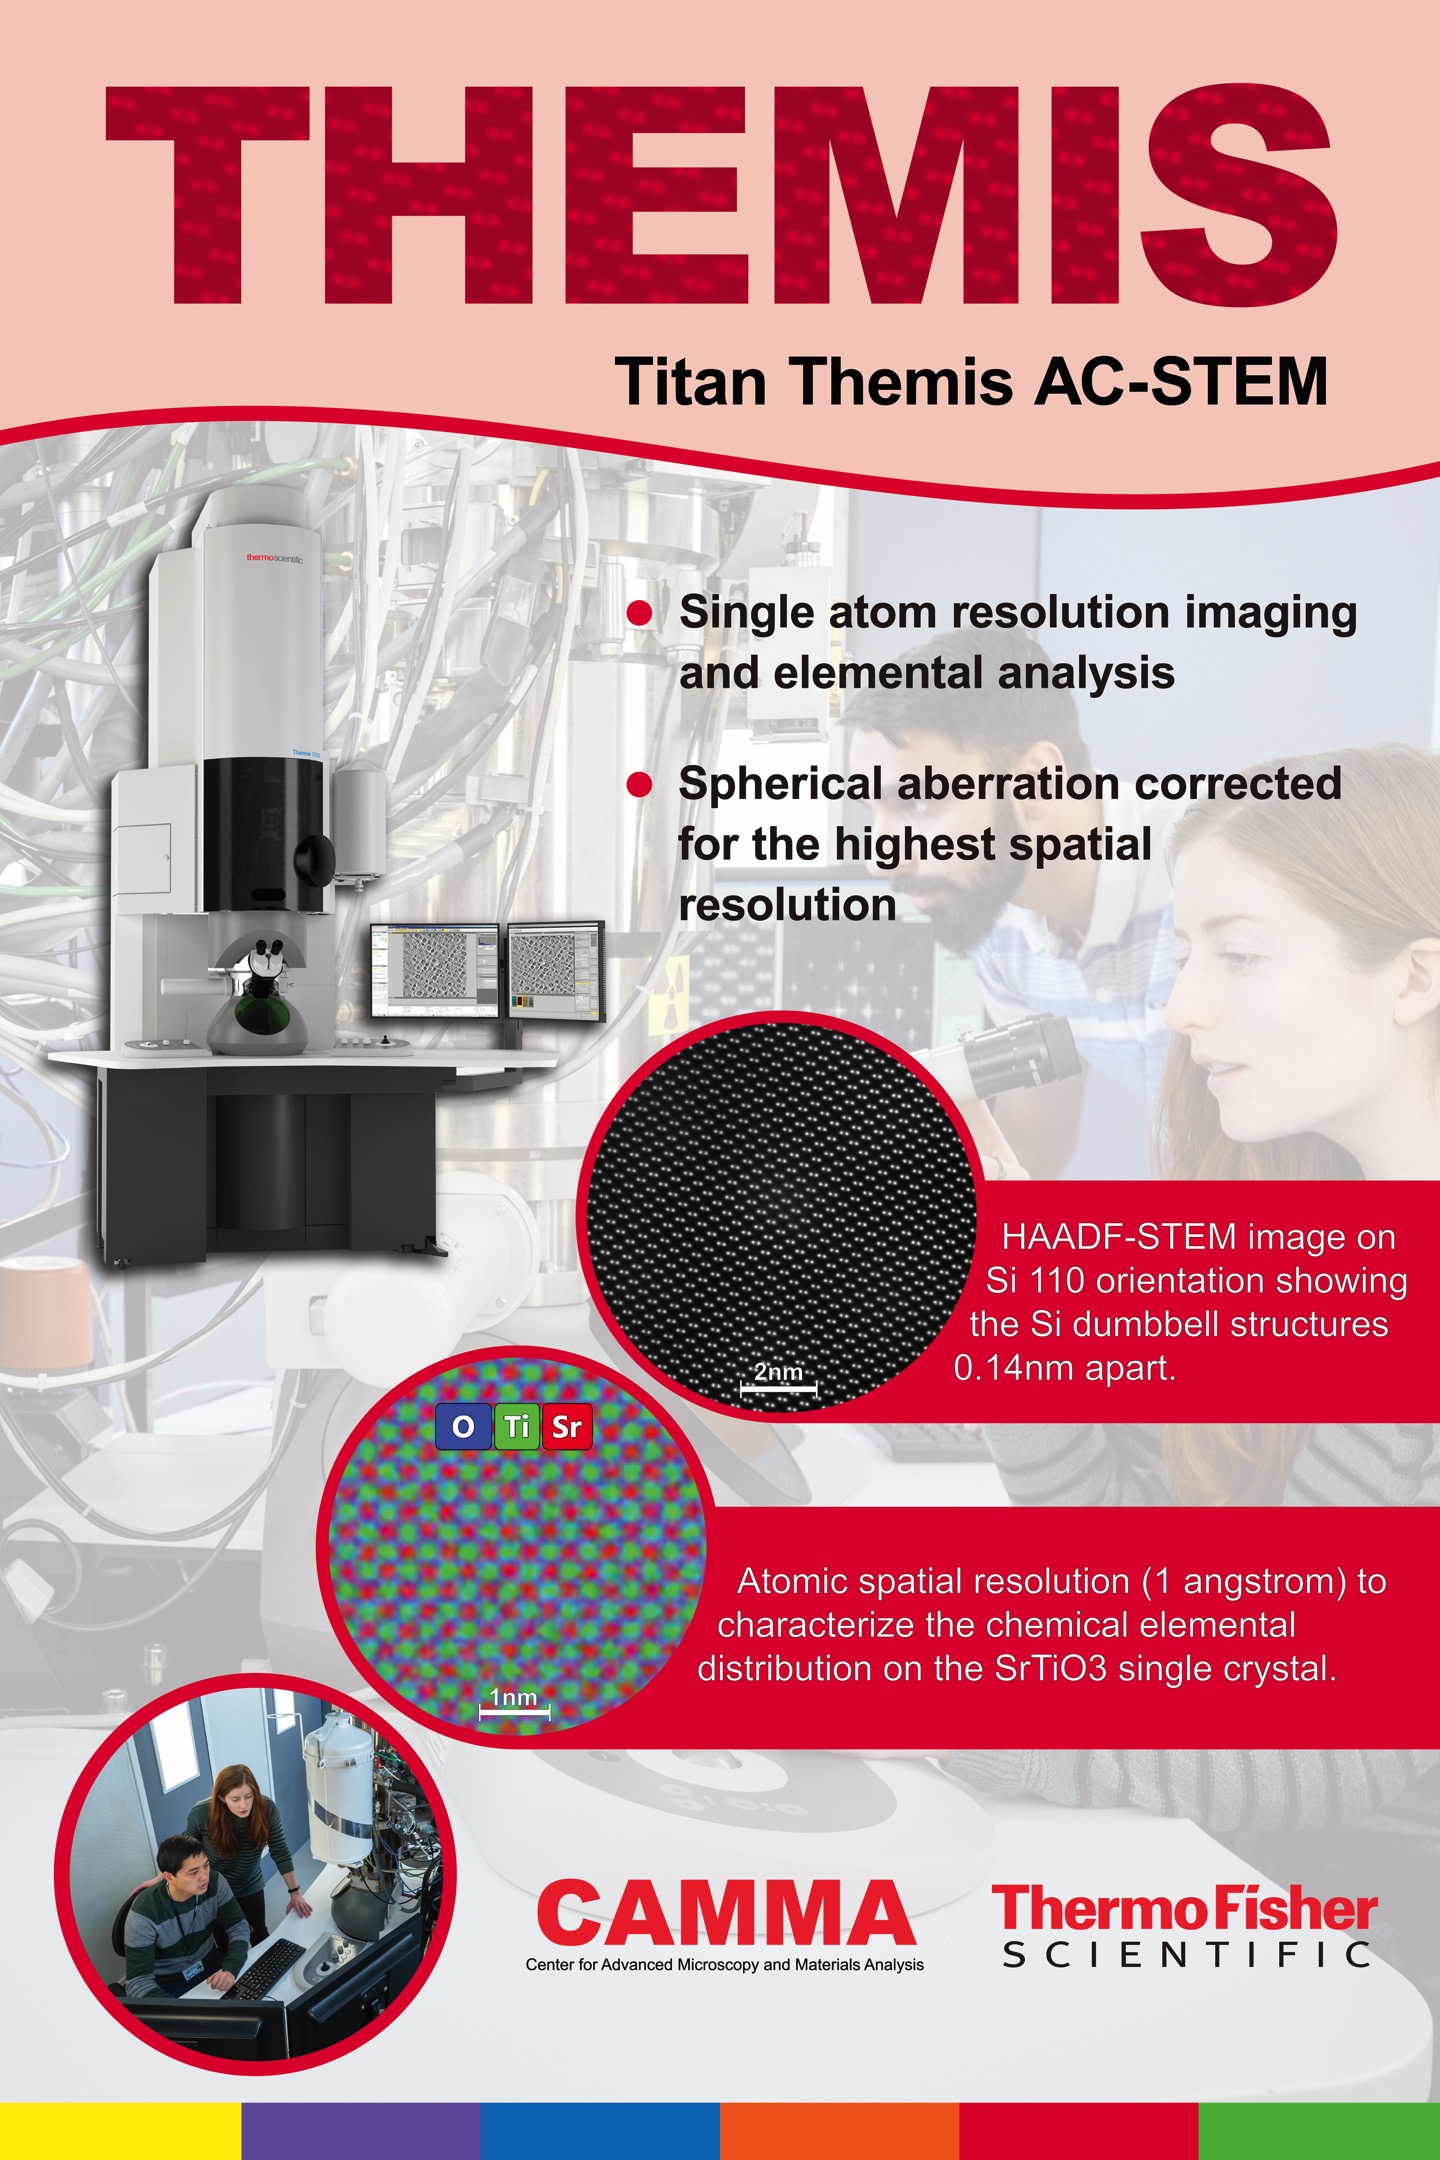 THEMIS
Titan Themis AC-STEM
thermoscientific
Single atom resolution imaging
and elemental analysis
Spherical aberration corrected
for the highest spatial
resolution
HAADF-STEM image on
Si 110 orientation showing
the Si dumbbell structures
0.14nm apart.
2nm
O Ti Sr
Atomic spatial resolution (1 angstrom) to
characterize the chemical elemental
distribution on the SrTiO3 single crystal.
1nm
CAMMA
Center for Advanced Microscopy and Materials Analysis
ThermoFisher
SCIENTIFIC